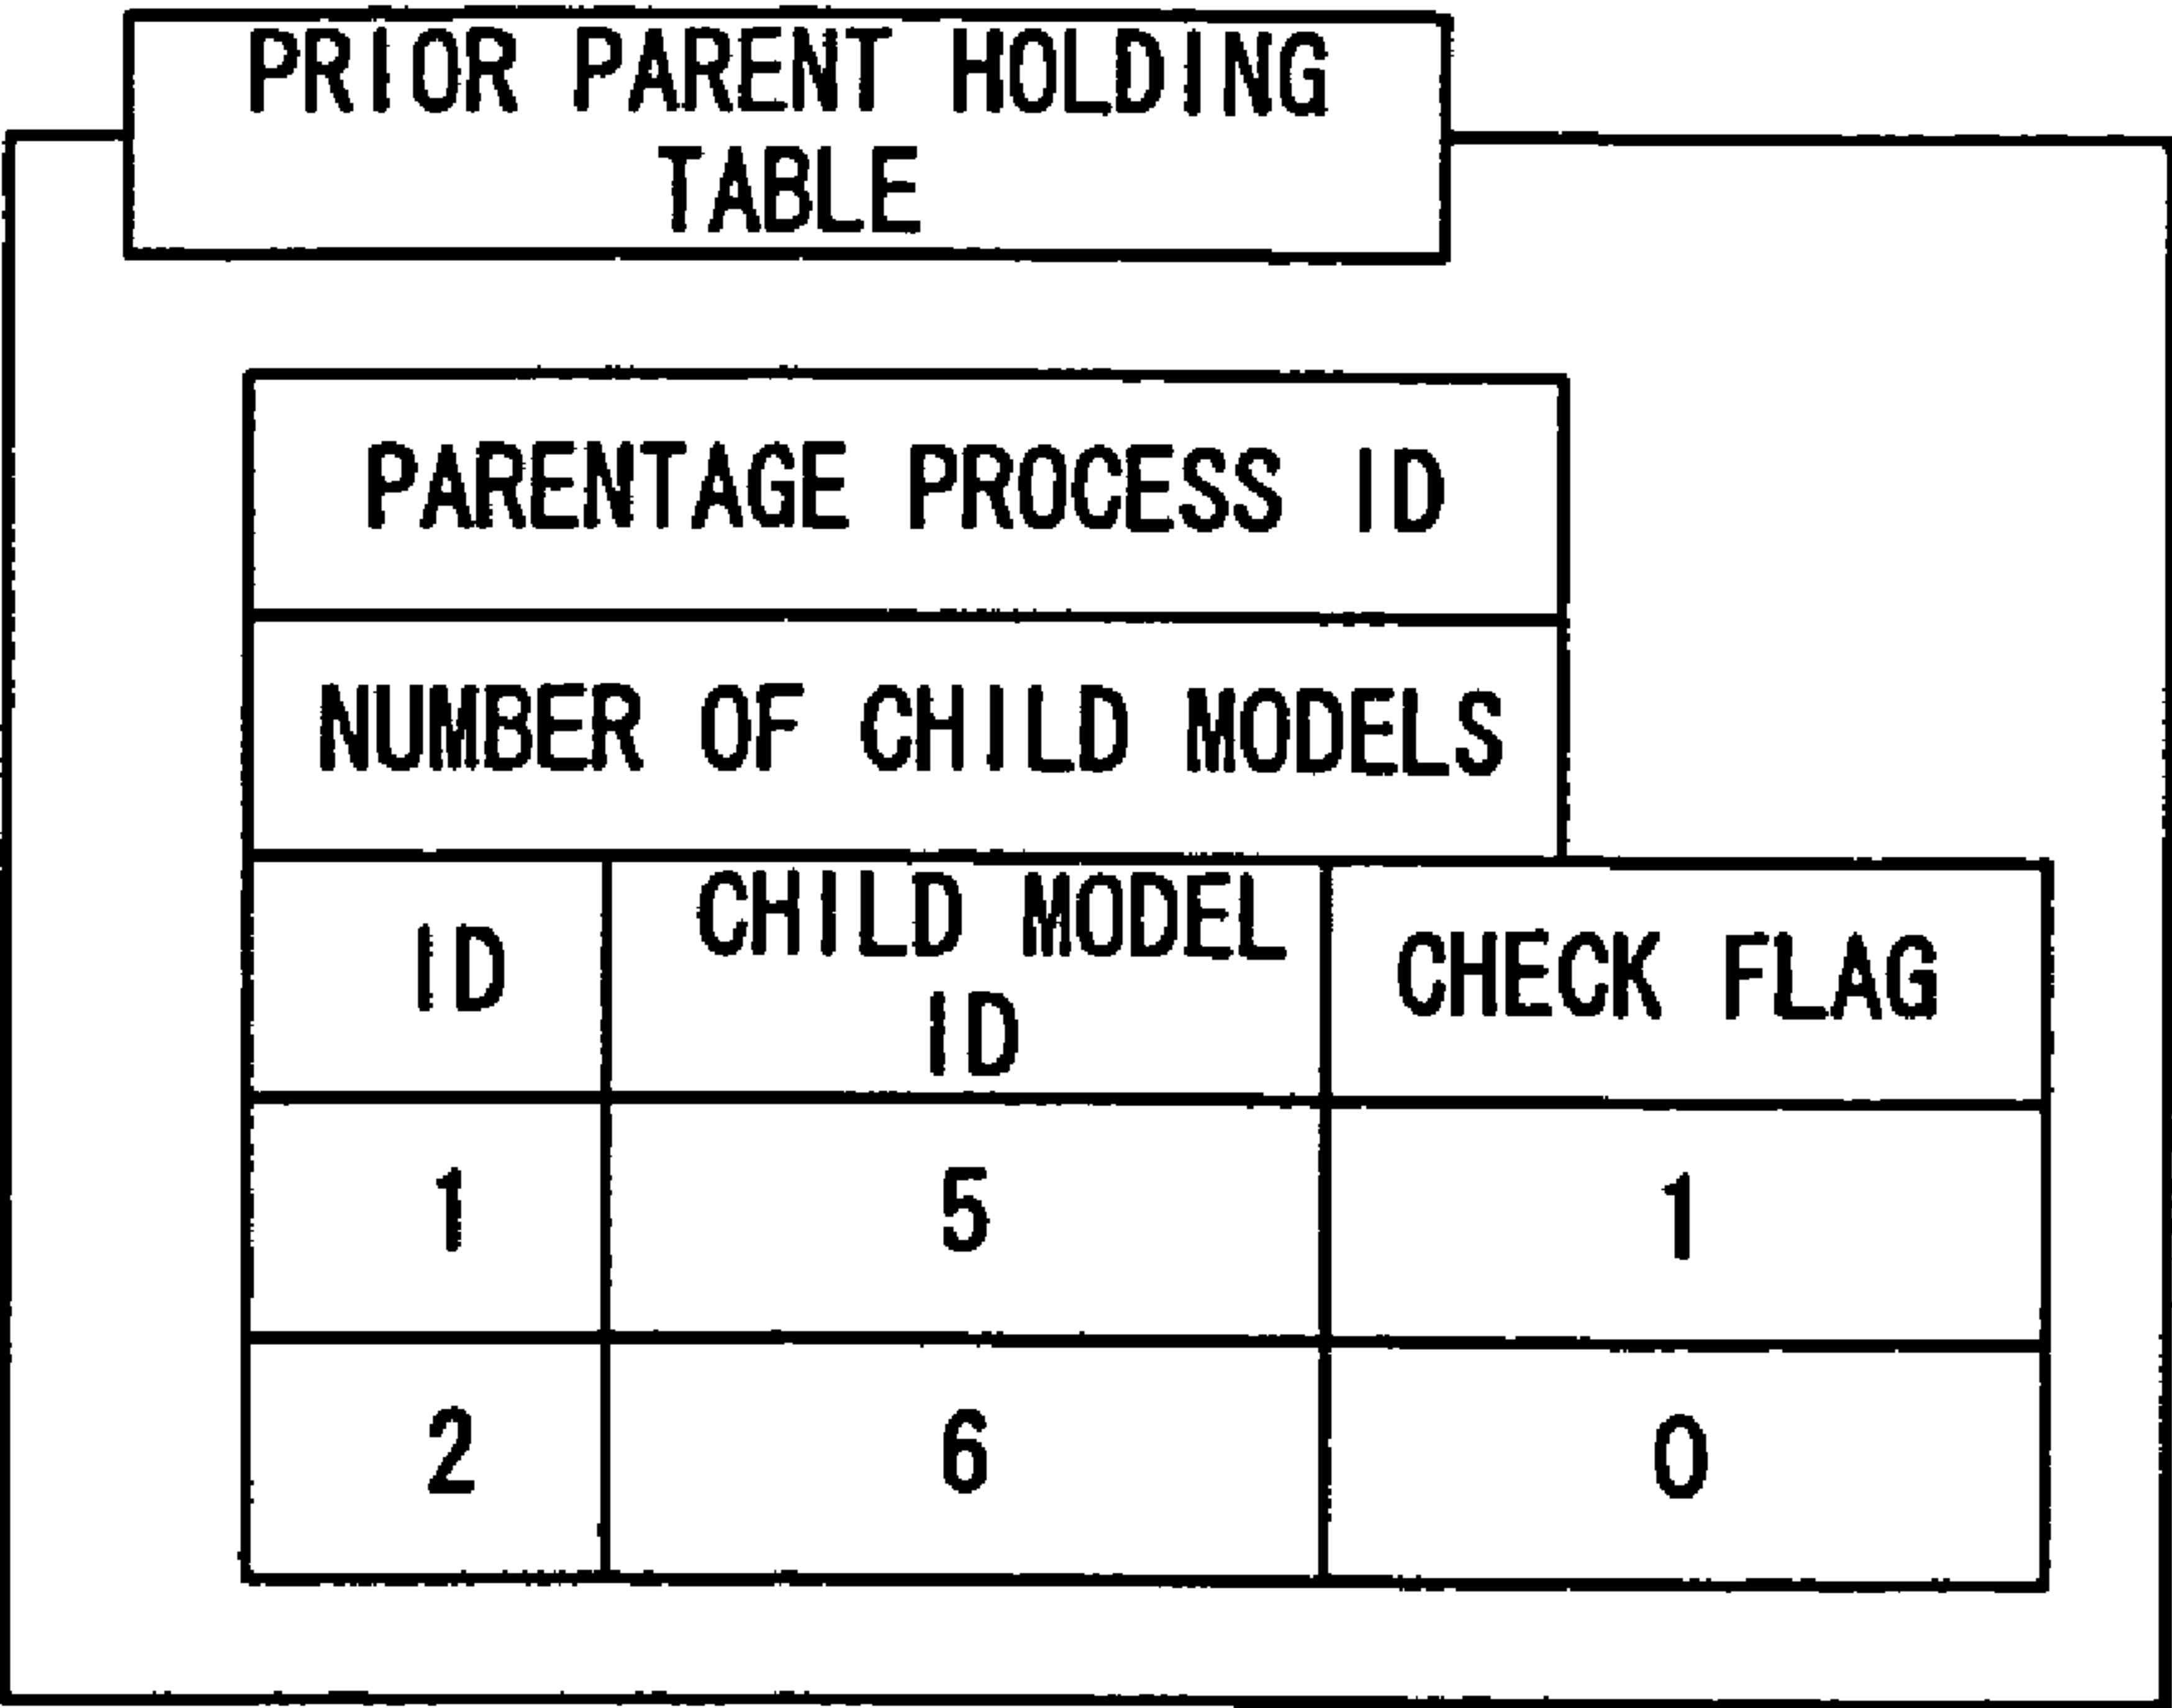 PRIOR PARENT HOLDING
TABLE
PARENTAGE PROCESS ID
NUMBER OF CHILD MODELS
ID CHILD MODEL ID CHECK FLAG
1 5 1
2 6 0